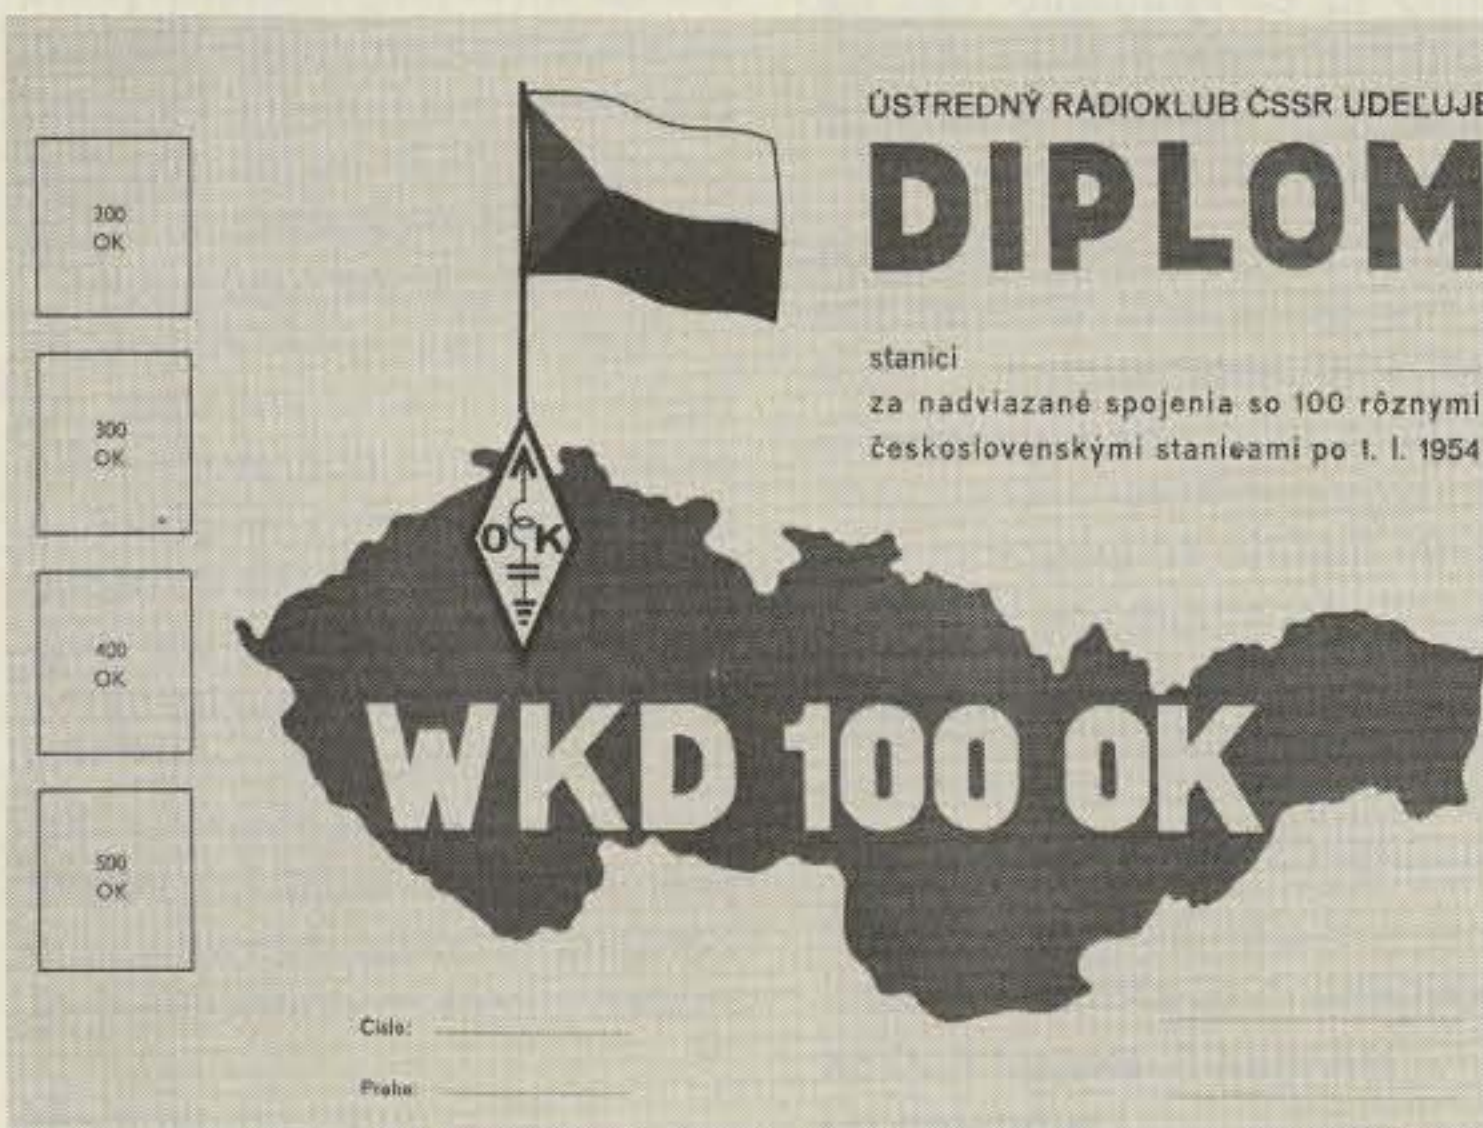 ÚSTREDNÝ RÁDIOKLUB ČSSR UDEĽUJE
DIPLOM
stanici
za nadviazané spojenia so 100 rôznymi
československými stanicami po 1. I. 1954
200
OK
300
OK
400
OK
500
OK
OK
WKD 100 OK
Číslo:
Praha: